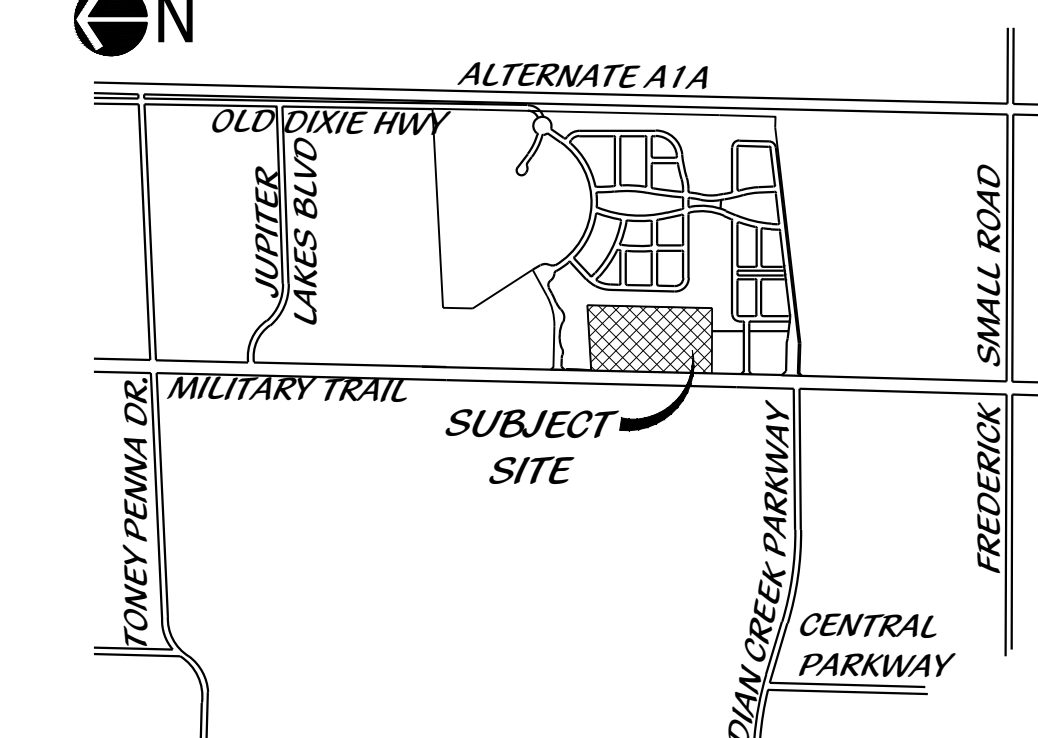 N
ALTERNATE A1A
OLD DIXIE HWY
JUPITER
LAKES BLVD
SMALL ROAD
MILITARY TRAIL
TONEY PENNA DR.
SUBJECT
SITE
DIAN CREEK PARKWAY
FREDERICK
CENTRAL
PARKWAY